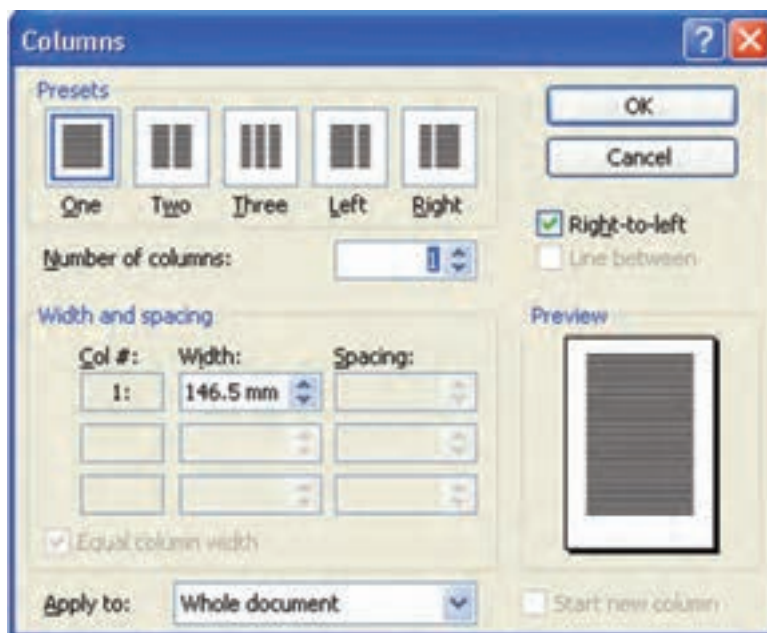 Columns
Presets
One Two Three Left Right
OK
Cancel
Number of columns: 1
Right-to-left
Line between
Width and spacing
Col #: Width: Spacing:
1: 146.5 mm
Equal column width
Preview
Apply to: Whole document
Start new column